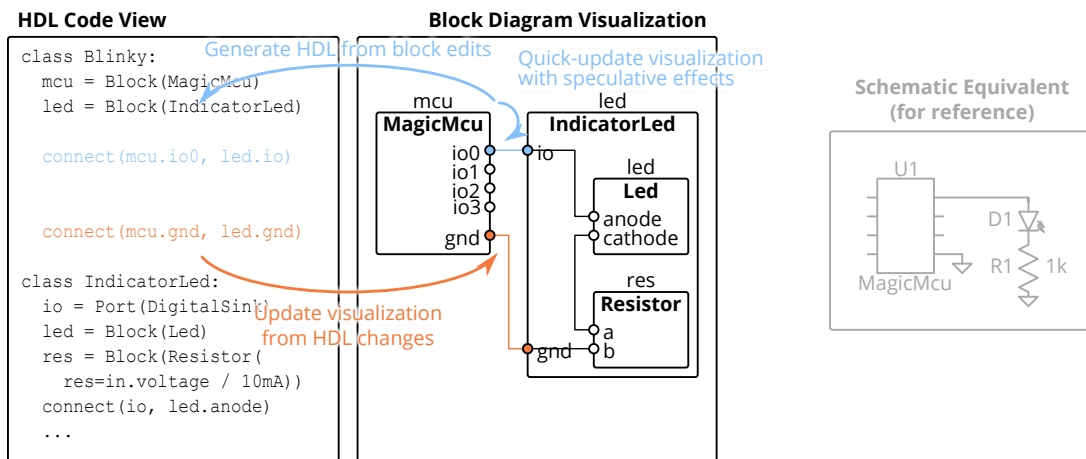 HDL Code View
class Blinky:
mcu = Block(MagicMcu)
led = Block(IndicatorLed)
connect(mcu.io0, led.io)
connect(mcu.gnd, led.gnd)
class IndicatorLed:
io = Port(DigitalSink)
led = Block(Led)
res = Block(Resistor(
res=in.voltage / 10mA))
connect(io, led.anode)
...
Generate HDL from block edits
Update visualization
from HDL changes
Block Diagram Visualization
Quick-update visualization
with speculative effects
mcu
MagicMcu
io0
io1
io2
io3
gnd
led
IndicatorLed
io
led
Led
anode
cathode
res
Resistor
a
b
gnd
Schematic Equivalent
(for reference)
U1
MagicMcu
D1
R1
1k